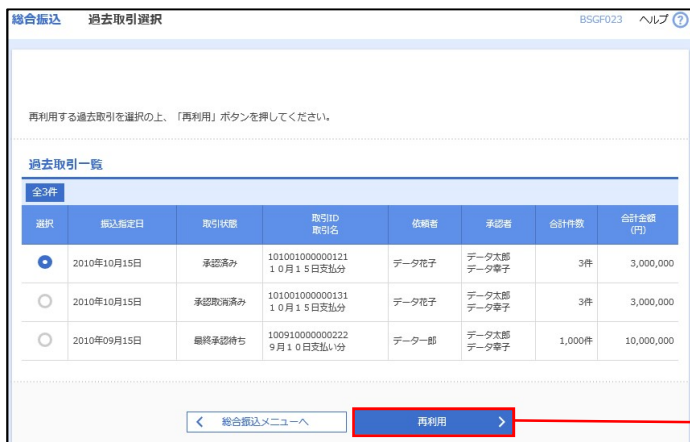 総合振込 過去取引選択 BSGF023 ヘルプ ?
再利用する過去取引を選択の上、「再利用」ボタンを押してください。
過去取引一覧
全3件
選択 振込指定日 取引状態 取引ID 取引名 依頼者 承認者 合計件数 合計金額 (円)
2010年10月15日 承認済み 101001000000121 データ花子 データ太郎 3件 3,000,000
10月15日支払分 データ幸子
2010年10月15日 承認取消済み 101001000000131 データ花子 データ太郎 3件 3,000,000
10月15日支払分 データ幸子
2010年09月15日 最終承認待ち 100910000000222 データ一郎 データ太郎 1,000件 10,000,000
9月10日支払い分 データ幸子
総合振込メニューへ 再利用